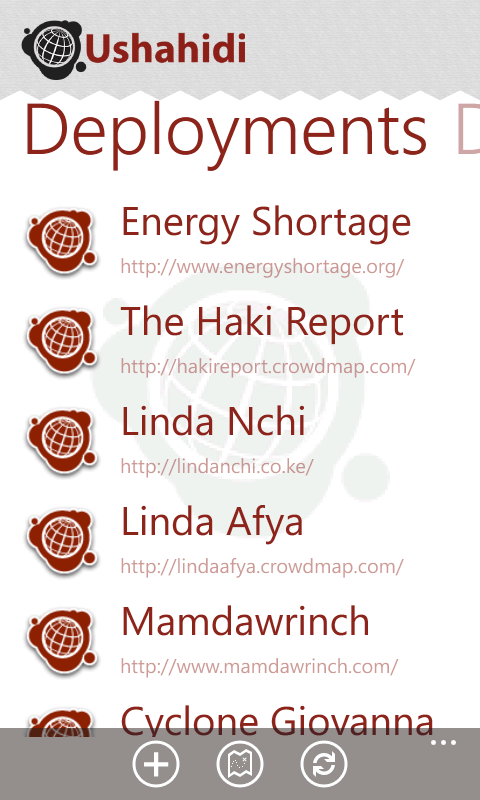 Ushahidi
Deployments D
Energy Shortage
http://www.energyshortage.org/
The Haki Report
http://hakireport.crowdmap.com/
Linda Nchi
http://lindanchi.co.ke/
Linda Afya
http://lindaafya.crowdmap.com/
Mamdawrinch
http://www.mamdawrinch.com/
Cyclone Giovanna